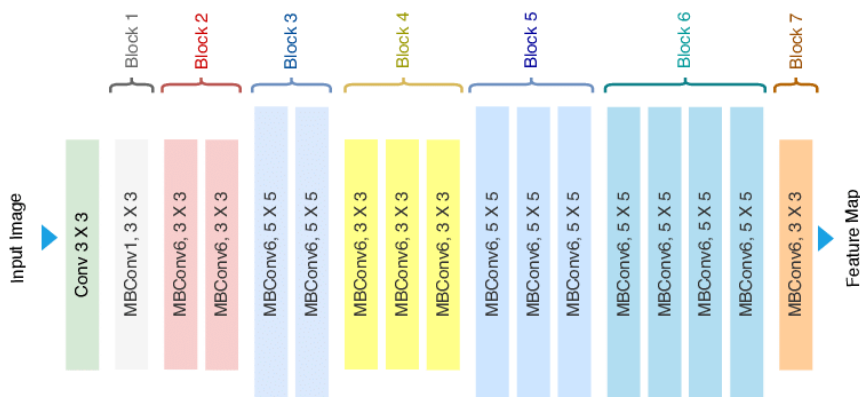 Block 1
Block 2
Block 3
Block 4
Block 5
Block 6
Block 7
Input Image
Conv 3 X 3
MBConv1, 3 X 3
MBConv6, 3 X 3
MBConv6, 3 X 3
MBConv6, 5 X 5
MBConv6, 5 X 5
MBConv6, 3 X 3
MBConv6, 3 X 3
MBConv6, 3 X 3
MBConv6, 5 X 5
MBConv6, 5 X 5
MBConv6, 5 X 5
MBConv6, 5 X 5
MBConv6, 5 X 5
MBConv6, 5 X 5
MBConv6, 5 X 5
MBConv6, 3 X 3
Feature Map